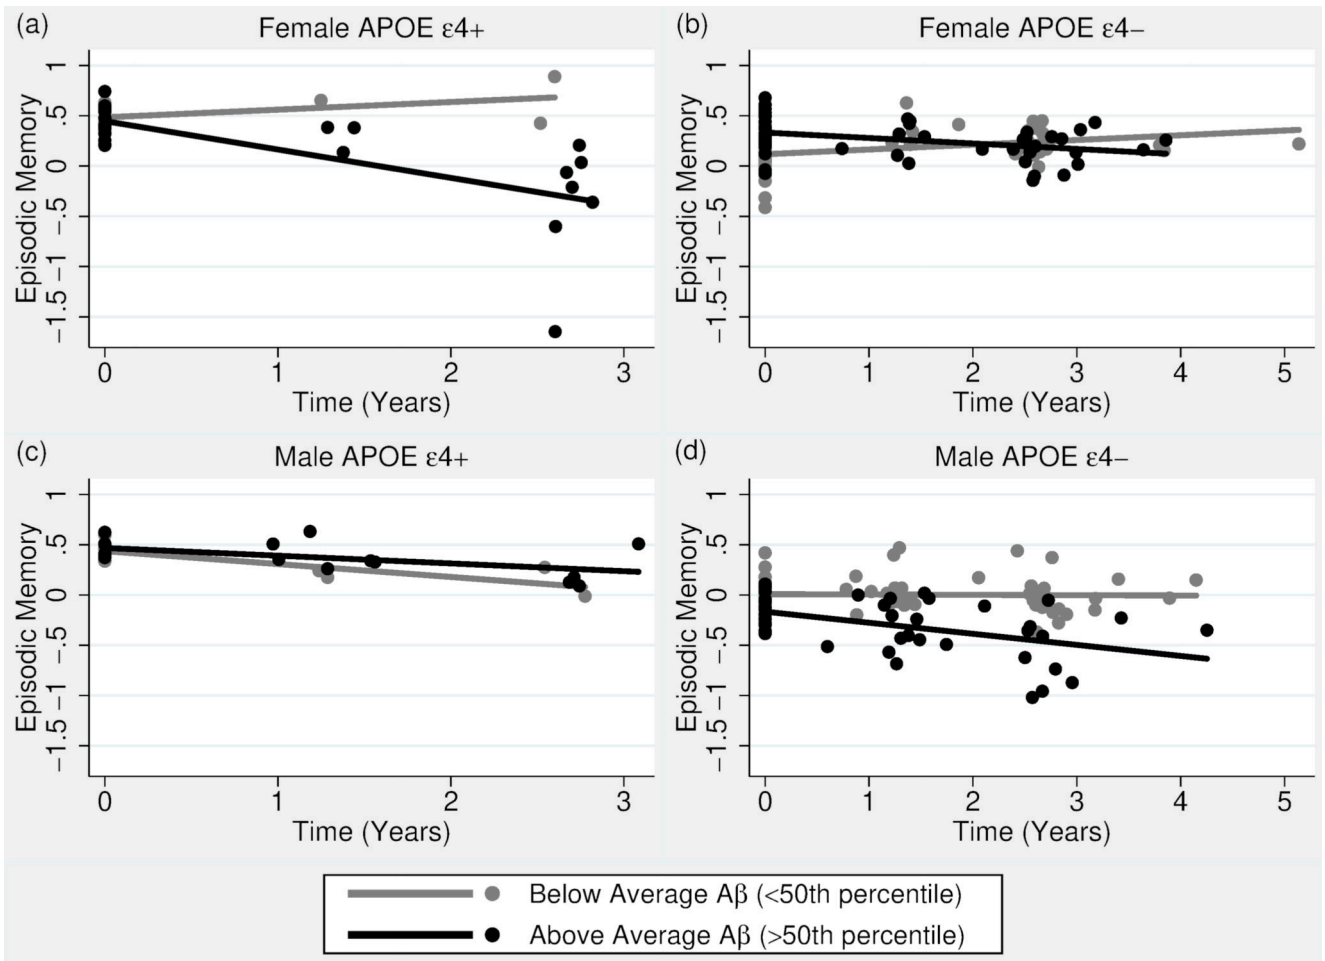 (a) Female APOE ε4+
Episodic Memory
1
.5
0
−.5
−1
−1.5
0 1 2 3
Time (Years)
(b) Female APOE ε4−
Episodic Memory
1
.5
0
−.5
−1
−1.5
0 1 2 3 4 5
Time (Years)
(c) Male APOE ε4+
Episodic Memory
1
.5
0
−.5
−1
−1.5
0 1 2 3
Time (Years)
(d) Male APOE ε4−
Episodic Memory
1
.5
0
−.5
−1
−1.5
0 1 2 3 4 5
Time (Years)
Below Average Aβ (<50th percentile)
Above Average Aβ (>50th percentile)